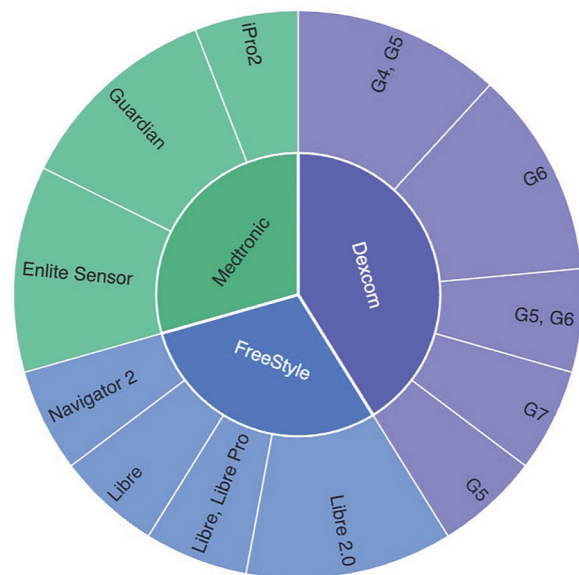 iPro2
G4, G5
Guardian
G6
Medtronic
Dexcom
Enlite Sensor
G5, G6
FreeStyle
Navigator 2
G7
Libre
Libre, Libre Pro
Libre 2.0
G5